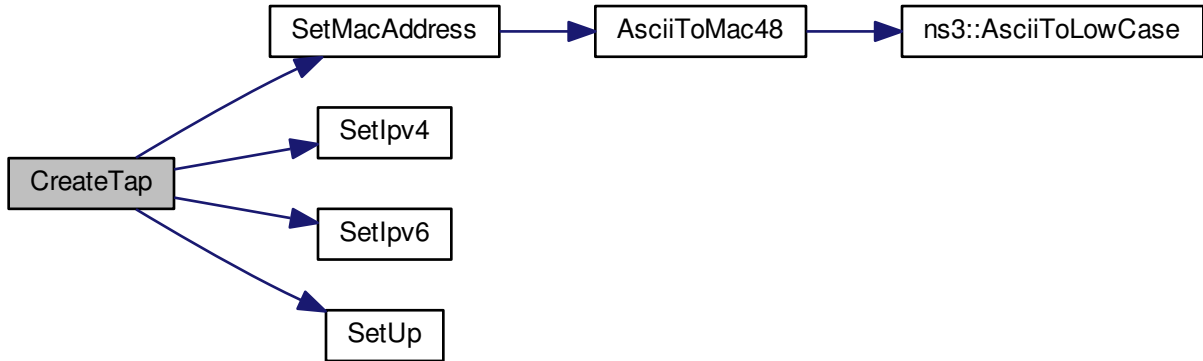 SetMacAddress
AsciiToMac48
ns3::AsciiToLowCase
SetIpv4
CreateTap
SetIpv6
SetUp